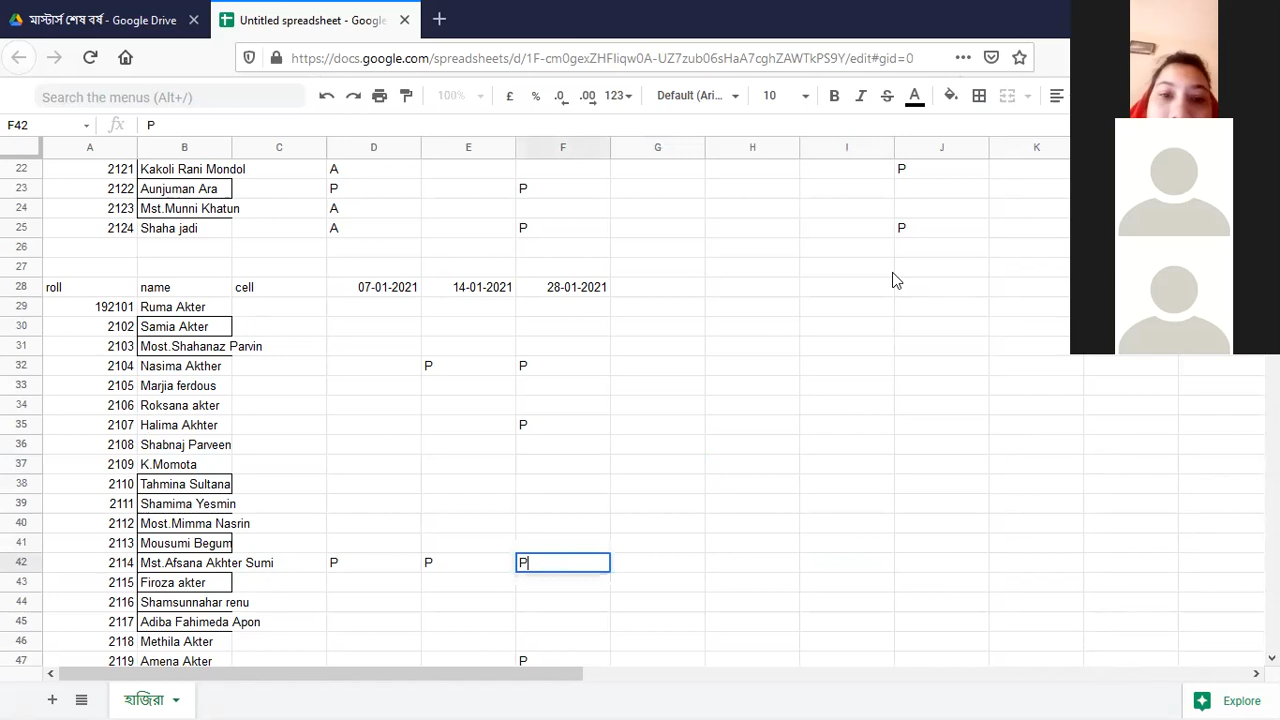 মাস্টার্স শেষ বর্ষ - Google Drive
Untitled spreadsheet - Google
https://docs.google.com/spreadsheets/d/1F-cm0gexZHFIiqw0A-UZ7zub06sHaA7cghZAWTkPS9Y/edit#gid=0
Search the menus (Alt+/) 100% £ % .0 .00 123 Default (Ari... 10 B I S A
F42 fx P
A B C D E F G H I J K
22 2121 Kakoli Rani Mondol A P
23 2122 Aunjuman Ara P P
24 2123 Mst.Munni Khatun A
25 2124 Shaha jadi A P P
26
27
28 roll name cell 07-01-2021 14-01-2021 28-01-2021
29 192101 Ruma Akter
30 2102 Samia Akter
31 2103 Most.Shahanaz Parvin
32 2104 Nasima Akther P P
33 2105 Marjia ferdous
34 2106 Roksana akter
35 2107 Halima Akhter P
36 2108 Shabnaj Parveen
37 2109 K.Momota
38 2110 Tahmina Sultana
39 2111 Shamima Yesmin
40 2112 Most.Mimma Nasrin
41 2113 Mousumi Begum
42 2114 Mst.Afsana Akhter Sumi P P P
43 2115 Firoza akter
44 2116 Shamsunnahar renu
45 2117 Adiba Fahimeda Apon
46 2118 Methila Akter
47 2119 Amena Akter P
হাজিরা
Explore